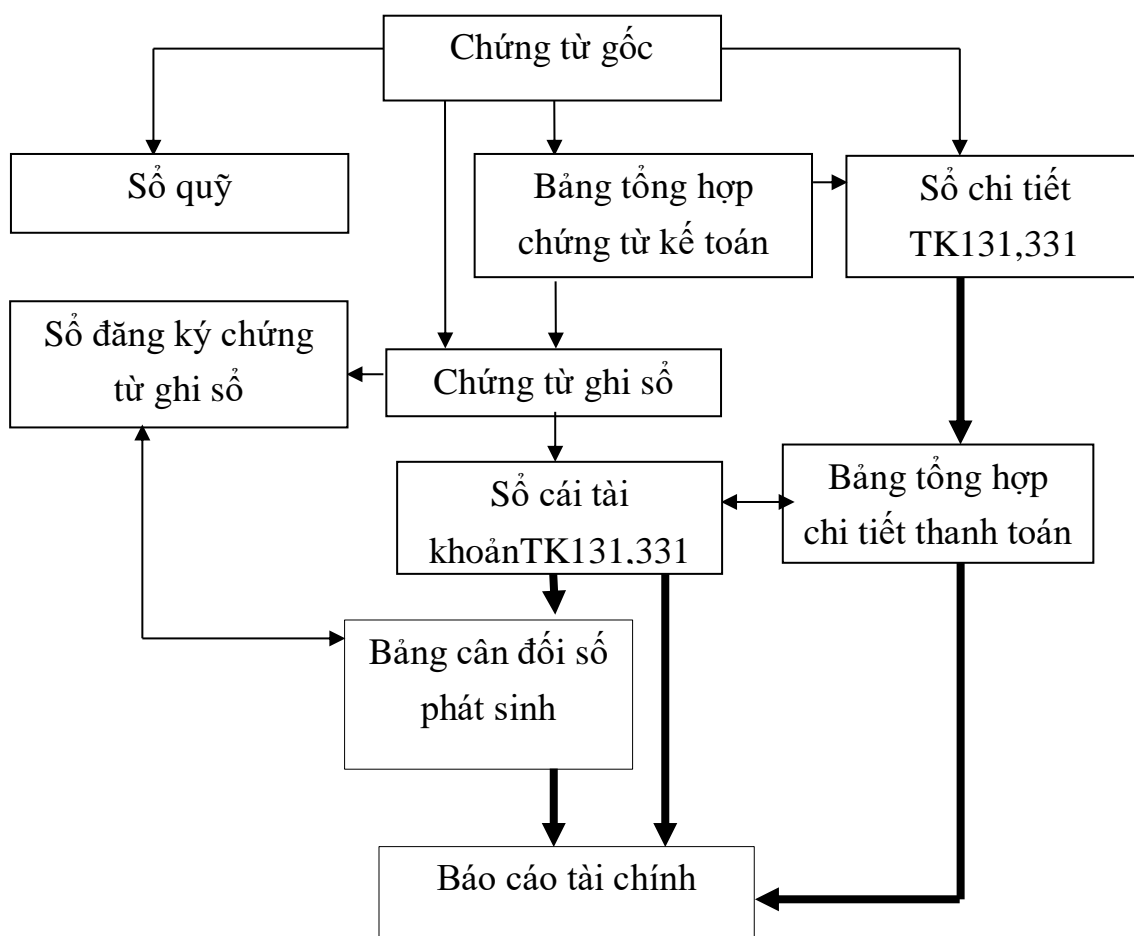 Chứng từ gốc
Sổ quỹ
Bảng tổng hợp
chứng từ kế toán
Sổ chi tiết
TK131,331
Sổ đăng ký chứng
từ ghi sổ
Chứng từ ghi sổ
Sổ cái tài
khoảnTK131,331
Bảng tổng hợp
chi tiết thanh toán
Bảng cân đối số
phát sinh
Báo cáo tài chính